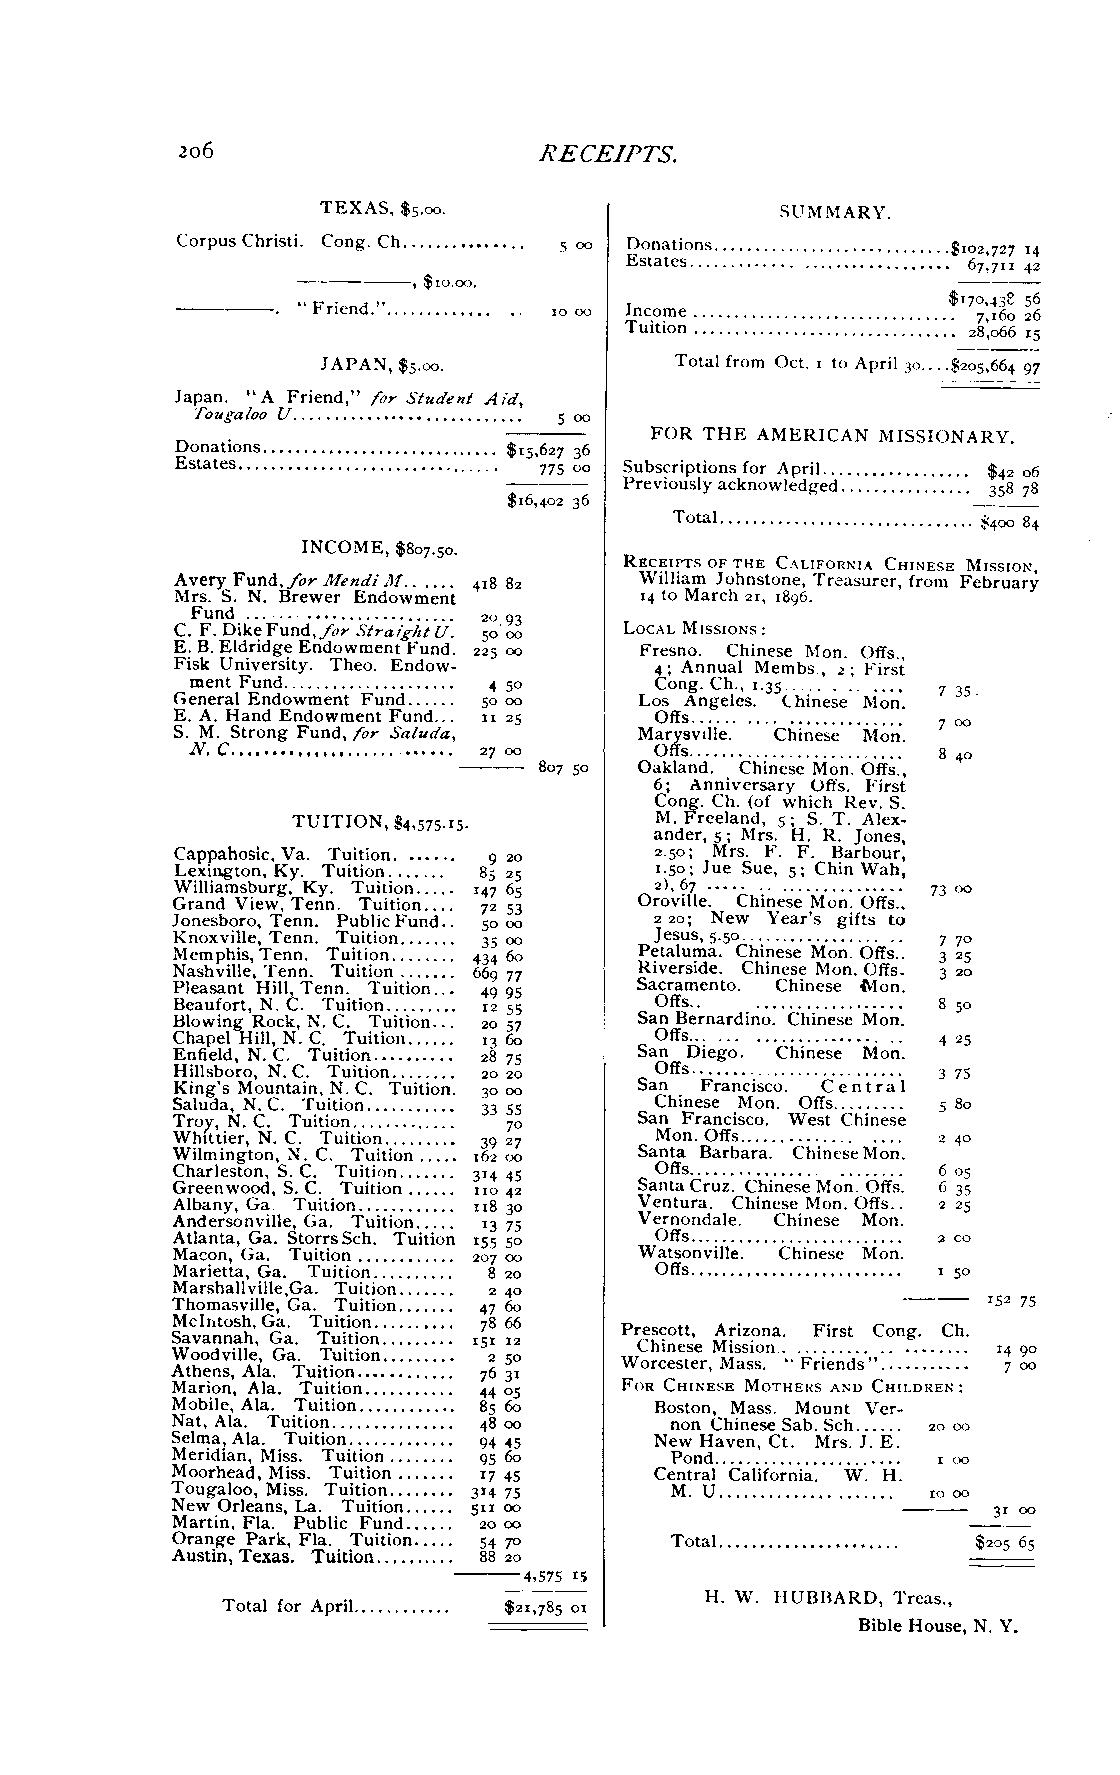 206
RECEIPTS.
TEXAS, $5.00.
Corpus Christi. Cong. Ch............... 5 00
————, $10.00.
————. "Friend."............. .. 10 00
JAPAN, $5.00.
Japan. "A Friend," for Student Aid,
Tougaloo U............................ 5 00
Donations............................. $15,627 36
Estates................................ 775 00
$16,402 36
INCOME, $807.50.
Avery Fund, for Mendi M.. ..... 418 82
Mrs. S. N. Brewer Endowment
Fund .......................... 20 93
C. F. Dike Fund, for Straight U. 50 00
E. B. Eldridge Endowment Fund. 225 00
Fisk University. Theo. Endow-
ment Fund..................... 4 50
General Endowment Fund...... 50 00
E. A. Hand Endowment Fund... 11 25
S. M. Strong Fund, for Saluda,
N. C........................... 27 00
807 50
TUITION, $4,575.15.
Cappahosic, Va. Tuition. ...... 9 20
Lexington, Ky. Tuition....... 85 25
Williamsburg, Ky. Tuition..... 147 65
Grand View, Tenn. Tuition.... 72 53
Jonesboro, Tenn. Public Fund.. 50 00
Knoxville, Tenn. Tuition....... 35 00
Memphis, Tenn. Tuition........ 434 60
Nashville, Tenn. Tuition ....... 669 77
Pleasant Hill, Tenn. Tuition... 49 95
Beaufort, N. C. Tuition......... 12 55
Blowing Rock, N. C. Tuition... 20 57
Chapel Hill, N. C. Tuition...... 13 60
Enfield, N. C. Tuition.......... 28 75
Hillsboro, N. C. Tuition........ 20 20
King's Mountain, N. C. Tuition. 30 00
Saluda, N. C. Tuition........... 33 55
Troy, N. C. Tuition............. 70
Whittier, N. C. Tuition......... 39 27
Wilmington, N. C. Tuition ..... 162 00
Charleston, S. C. Tuition....... 314 45
Greenwood, S. C. Tuition ...... 110 42
Albany, Ga. Tuition............ 118 30
Andersonville, Ga. Tuition..... 13 75
Atlanta, Ga. Storrs Sch. Tuition 155 50
Macon, Ga. Tuition ............ 207 00
Marietta, Ga. Tuition.......... 8 20
Marshallville, Ga. Tuition....... 2 40
Thomasville, Ga. Tuition....... 47 60
McIntosh, Ga. Tuition.......... 78 66
Savannah, Ga. Tuition......... 151 12
Woodville, Ga. Tuition......... 2 50
Athens, Ala. Tuition............ 76 31
Marion, Ala. Tuition........... 44 05
Mobile, Ala. Tuition............ 85 60
Nat, Ala. Tuition............... 48 00
Selma, Ala. Tuition............. 94 45
Meridian, Miss. Tuition ........ 95 60
Moorhead, Miss. Tuition ....... 17 45
Tougaloo, Miss. Tuition........ 314 75
New Orleans, La. Tuition...... 511 00
Martin, Fla. Public Fund...... 20 00
Orange Park, Fla. Tuition..... 54 70
Austin, Texas. Tuition.......... 88 20
4,575 15
Total for April............ $21,785 01
SUMMARY.
Donations.............................$102,727 14
Estates................................ 67,711 42
$170,438 56
Income ................................ 7,160 26
Tuition ................................ 28,066 15
Total from Oct. 1 to April 30....$205,664 97
FOR THE AMERICAN MISSIONARY.
Subscriptions for April.................. $42 06
Previously acknowledged................ 358 78
Total............................... $400 84
RECEIPTS OF THE CALIFORNIA CHINESE MISSION,
William Johnstone, Treasurer, from February
14 to March 21, 1896.
LOCAL MISSIONS:
Fresno. Chinese Mon. Offs.,
4; Annual Membs., 2; First
Cong. Ch., 1.35............... 7 35.
Los Angeles. Chinese Mon.
Offs.......................... 7 00
Marysville. Chinese Mon.
Offs.......................... 8 40
Oakland. Chinese Mon. Offs.,
6; Anniversary Offs. First
Cong. Ch. (of which Rev. S.
M. Freeland, 5; S. T. Alex-
ander, 5; Mrs. H. R. Jones,
2.50; Mrs. F. F. Barbour,
1.50; Jue Sue, 5; Chin Wah,
2), 67 ........................ 73 00
Oroville. Chinese Mon. Offs.,
2 20; New Year's gifts to
Jesus, 5.50.................... 7 70
Petaluma. Chinese Mon. Offs.. 3 25
Riverside. Chinese Mon. Offs. 3 20
Sacramento. Chinese Mon.
Offs.. .................. 8 50
San Bernardino. Chinese Mon.
Offs.......................... 4 25
San Diego. Chinese Mon.
Offs.......................... 3 75
San Francisco. Central
Chinese Mon. Offs......... 5 80
San Francisco. West Chinese
Mon. Offs.................... 2 40
Santa Barbara. Chinese Mon.
Offs.......................... 6 05
Santa Cruz. Chinese Mon. Offs. 6 35
Ventura. Chinese Mon. Offs.. 2 25
Vernondale. Chinese Mon.
Offs.......................... 2 00
Watsonville. Chinese Mon.
Offs.......................... 1 50
152 75
Prescott, Arizona. First Cong. Ch.
Chinese Mission........................ 14 90
Worcester, Mass. "Friends"........... 7 00
FOR CHINESE MOTHERS AND CHILDREN:
Boston, Mass. Mount Ver-
non Chinese Sab. Sch...... 20 00
New Haven, Ct. Mrs. J. E.
Pond....................... 1 00
Central California. W. H.
M. U...................... 10 00
31 00
Total...................... $205 65
H. W. HUBBARD, Treas.,
Bible House, N. Y.